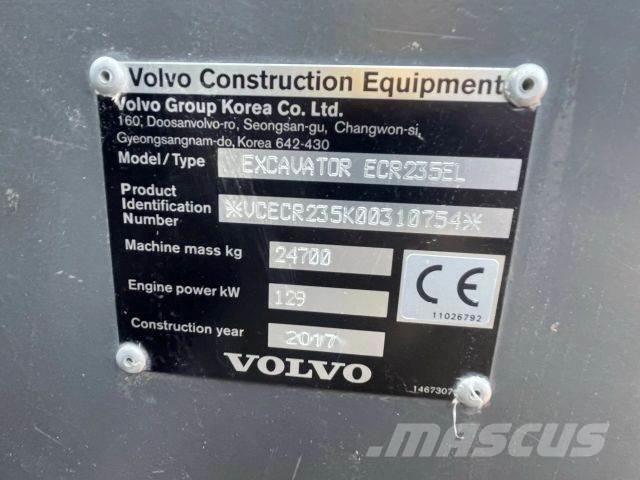 Volvo Construction Equipment
Volvo Group Korea Co. Ltd.
160, Doosanvolvo-ro, Seongsan-gu, Changwon-si,
Gyeongsangnam-do, Korea 642-430
Model/Type EXCAVATOR ECR235EL
Product Identification Number *VCECR235K00310754*
Machine mass kg 24700
Engine power kW 129
Construction year 2017
CE
11026792
VOLVO
MASCUS